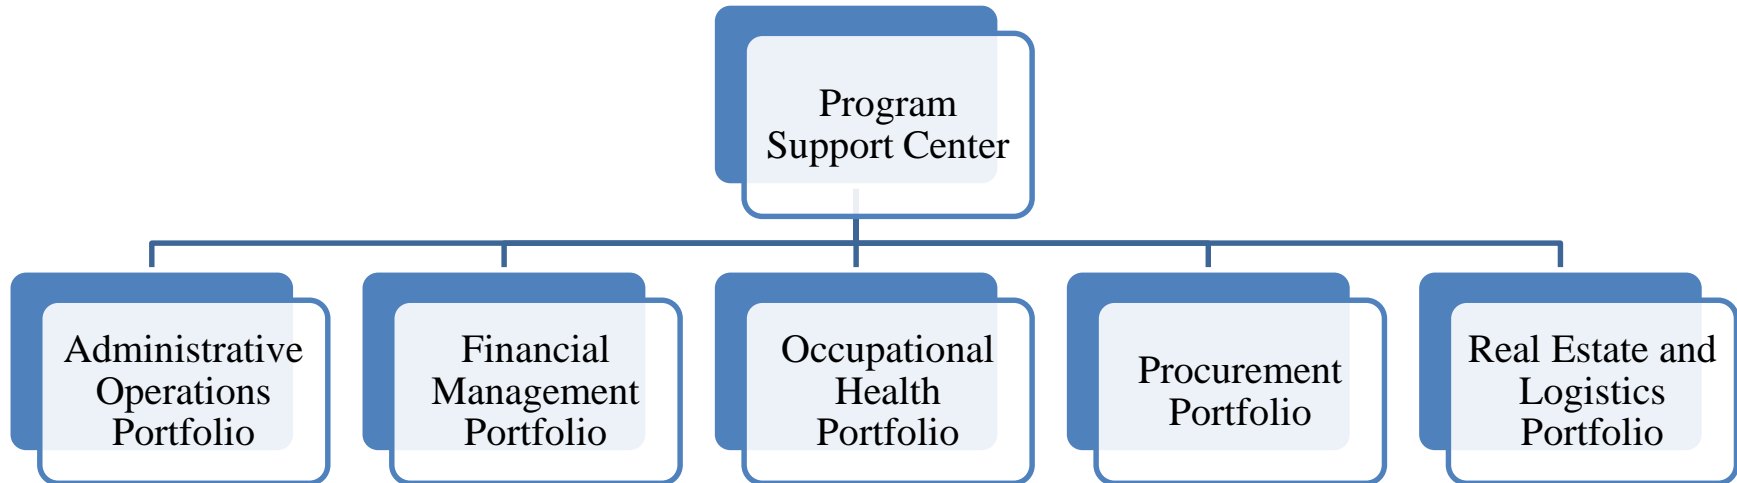 Program
Support Center
Administrative
Operations
Portfolio
Financial
Management
Portfolio
Occupational
Health
Portfolio
Procurement
Portfolio
Real Estate and
Logistics
Portfolio